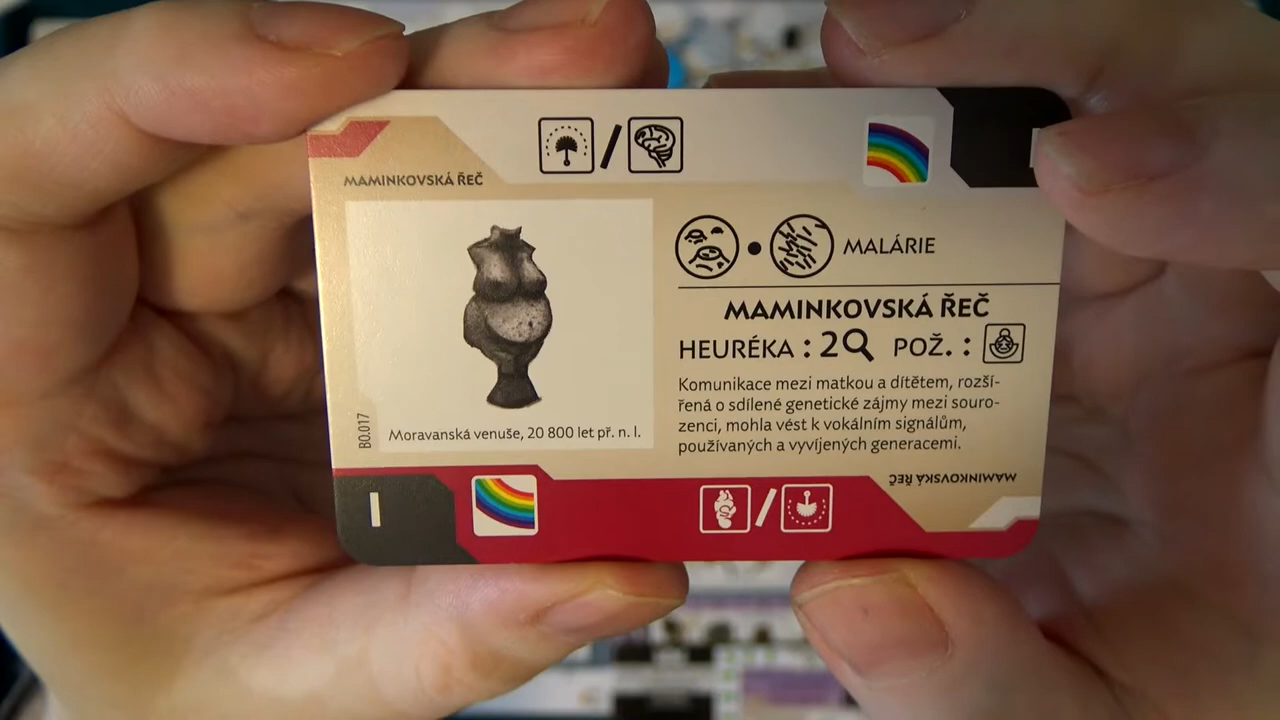 MAMINKOVSKÁ ŘEČ
MALÁRIE
MAMINKOVSKÁ ŘEČ
HEURÉKA : 2 POŽ. :
Komunikace mezi matkou a dítětem, rozší-
řená o sdílené genetické zájmy mezi souro-
zenci, mohla vést k vokálním signálům,
používaných a vyvíjených generacemi.
B0.017
Moravanská venuše, 20 800 let př. n. l.
MAMINKOVSKÁ ŘEČ
I